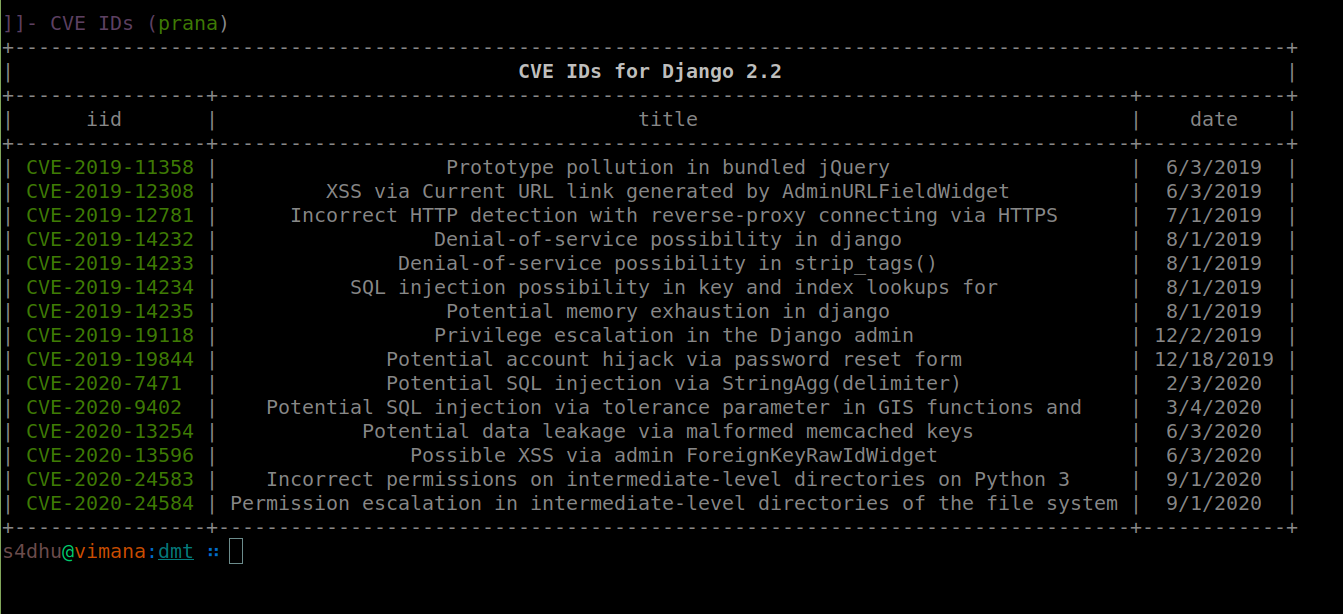 ]]- CVE IDs (prana)
+-----------------------------------------------------------------------------------------------------------+
| CVE IDs for Django 2.2 |
+----------------+----------------------------------------------------------------------------+------------+
| iid | title | date |
+----------------+----------------------------------------------------------------------------+------------+
| CVE-2019-11358 | Prototype pollution in bundled jQuery | 6/3/2019 |
| CVE-2019-12308 | XSS via Current URL link generated by AdminURLFieldWidget | 6/3/2019 |
| CVE-2019-12781 | Incorrect HTTP detection with reverse-proxy connecting via HTTPS | 7/1/2019 |
| CVE-2019-14232 | Denial-of-service possibility in django | 8/1/2019 |
| CVE-2019-14233 | Denial-of-service possibility in strip_tags() | 8/1/2019 |
| CVE-2019-14234 | SQL injection possibility in key and index lookups for | 8/1/2019 |
| CVE-2019-14235 | Potential memory exhaustion in django | 8/1/2019 |
| CVE-2019-19118 | Privilege escalation in the Django admin | 12/2/2019 |
| CVE-2019-19844 | Potential account hijack via password reset form | 12/18/2019 |
| CVE-2020-7471 | Potential SQL injection via StringAgg(delimiter) | 2/3/2020 |
| CVE-2020-9402 | Potential SQL injection via tolerance parameter in GIS functions and | 3/4/2020 |
| CVE-2020-13254 | Potential data leakage via malformed memcached keys | 6/3/2020 |
| CVE-2020-13596 | Possible XSS via admin ForeignKeyRawIdWidget | 6/3/2020 |
| CVE-2020-24583 | Incorrect permissions on intermediate-level directories on Python 3 | 9/1/2020 |
| CVE-2020-24584 | Permission escalation in intermediate-level directories of the file system | 9/1/2020 |
+----------------+----------------------------------------------------------------------------+------------+
s4dhu@vimana:dmt ⠶